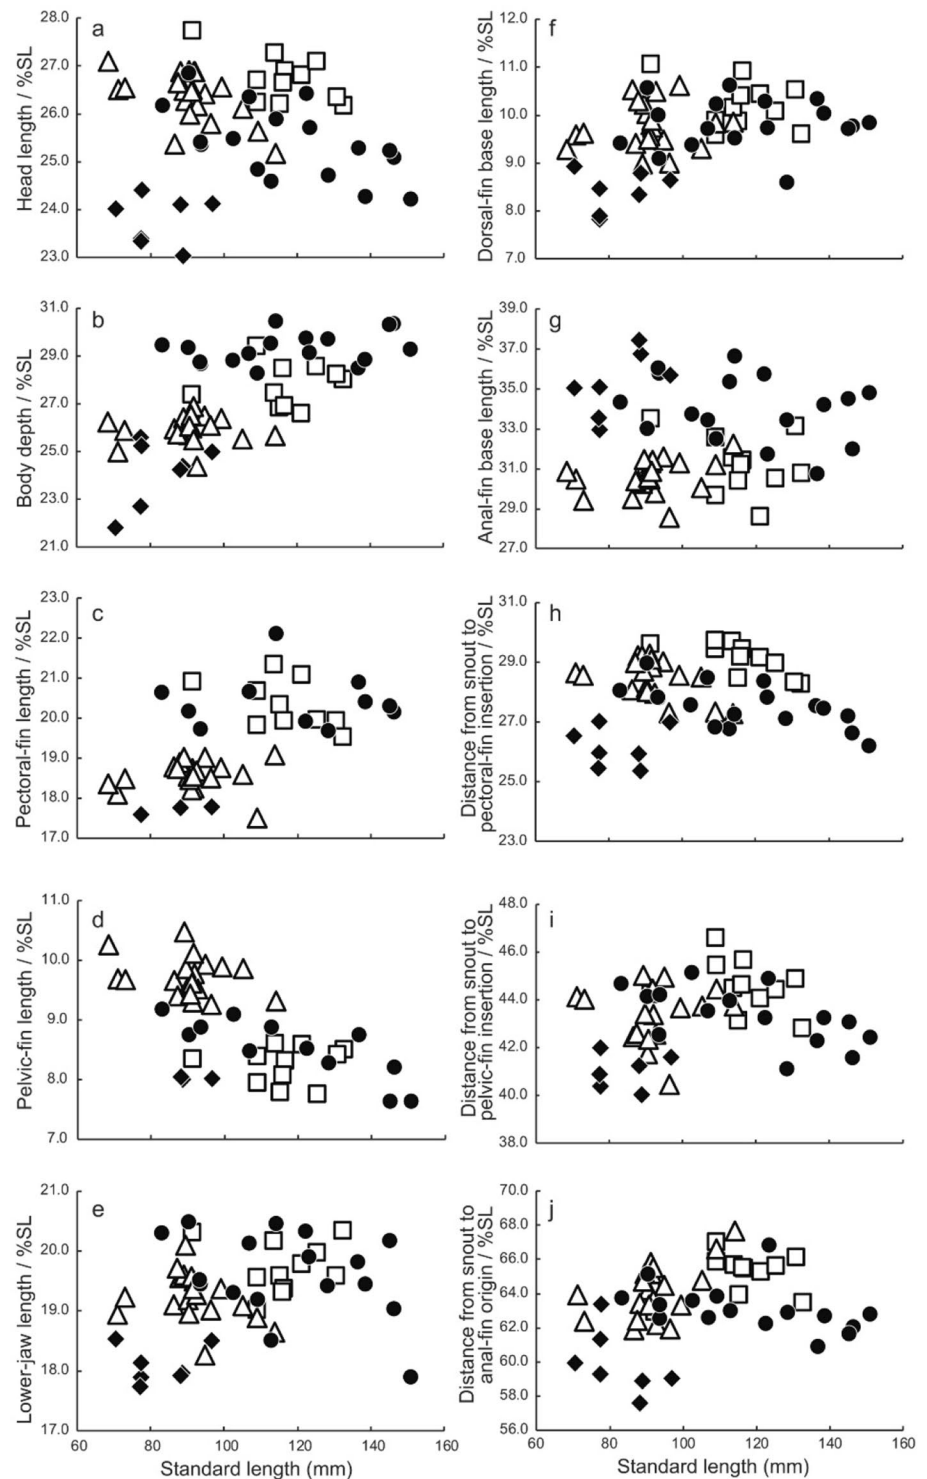 a
Head length / %SL
28.0
27.0
26.0
25.0
24.0
23.0
b
Body depth / %SL
31.0
29.0
27.0
25.0
23.0
21.0
c
Pectoral-fin length / %SL
23.0
22.0
21.0
20.0
19.0
18.0
17.0
d
Pelvic-fin length / %SL
11.0
10.0
9.0
8.0
7.0
e
Lower-jaw length / %SL
21.0
20.0
19.0
18.0
17.0
60 80 100 120 140 160
Standard length (mm)
f
Dorsal-fin base length / %SL
12.0
11.0
10.0
9.0
8.0
7.0
g
Anal-fin base length / %SL
39.0
37.0
35.0
33.0
31.0
29.0
27.0
h
Distance from snout to
pectoral-fin insertion / %SL
31.0
29.0
27.0
25.0
23.0
i
Distance from snout to
pelvic-fin insertion / %SL
48.0
46.0
44.0
42.0
40.0
38.0
j
Distance from snout to
anal-fin origin / %SL
70.0
68.0
66.0
64.0
62.0
60.0
58.0
56.0
60 80 100 120 140 160
Standard length (mm)